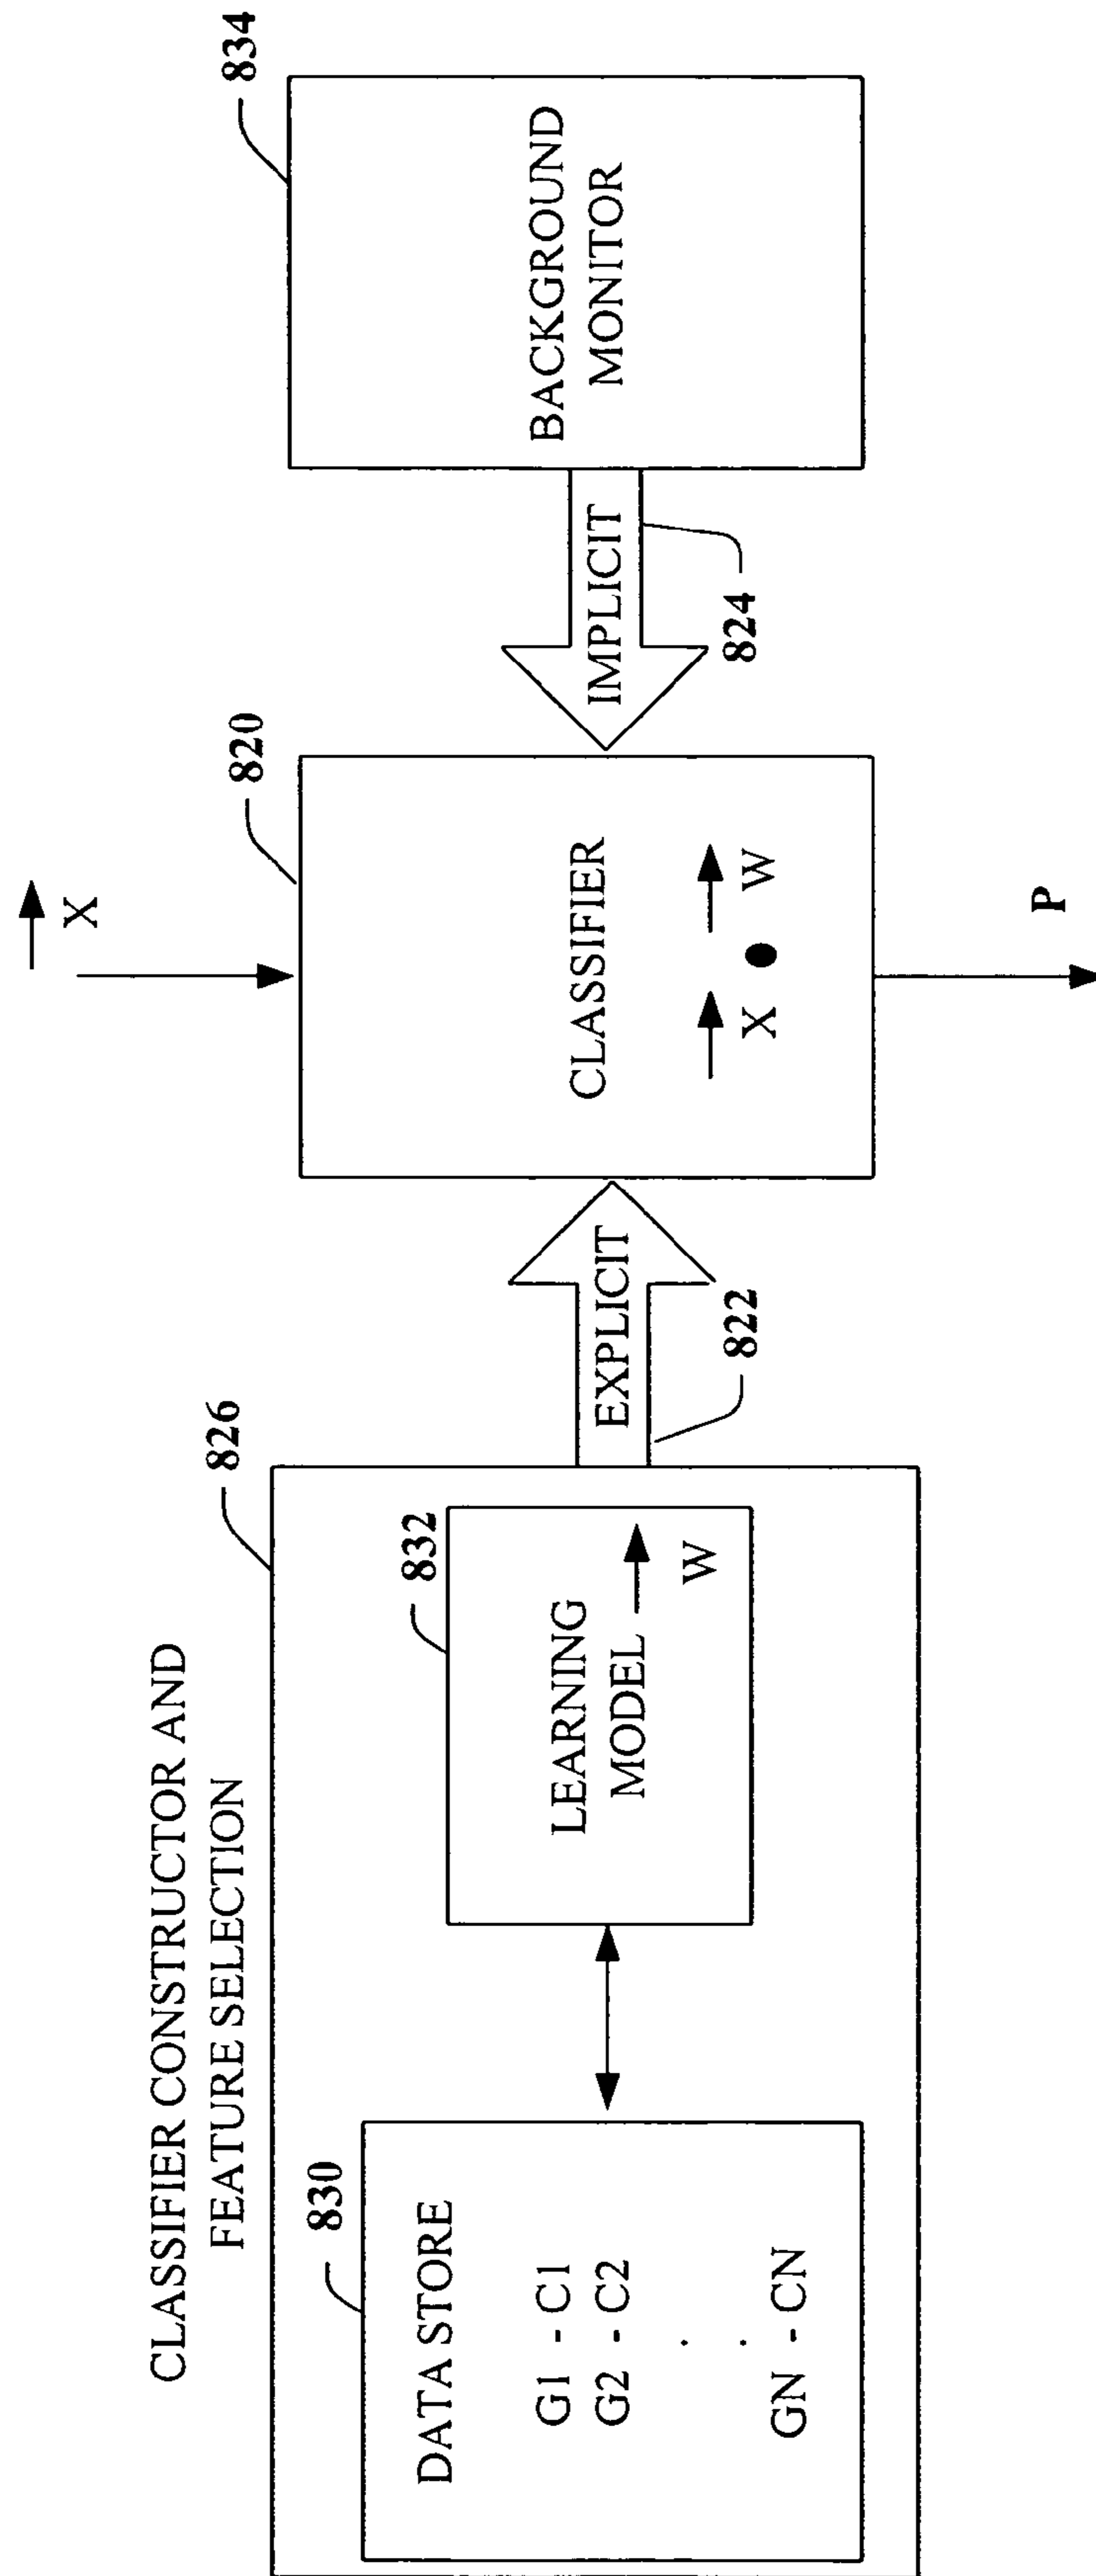 CLASSIFIER CONSTRUCTOR AND
FEATURE SELECTION
826
830
DATA STORE
G1 - C1
G2 - C2
.
.
GN - CN
832
LEARNING
MODEL
W
EXPLICIT
822
X
820
CLASSIFIER
X • W
P
IMPLICIT
824
834
BACKGROUND
MONITOR